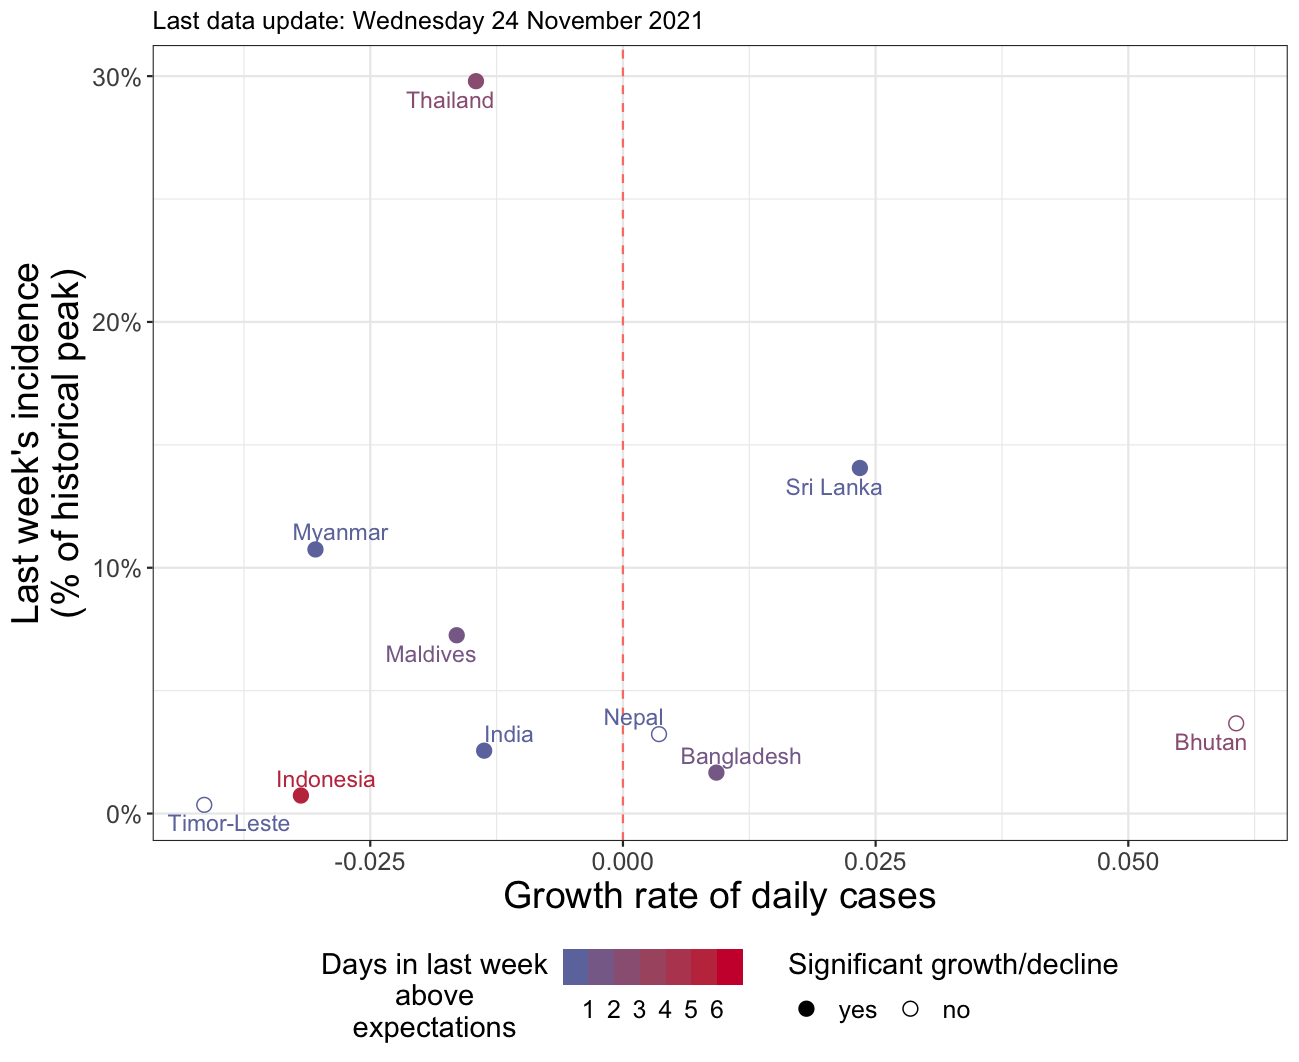 Last data update: Wednesday 24 November 2021
Last week's incidence
(% of historical peak)
30%
20%
10%
0%
Thailand
Sri Lanka
Myanmar
Maldives
Nepal
India
Bhutan
Bangladesh
Indonesia
Timor-Leste
-0.025 0.000 0.025 0.050
Growth rate of daily cases
Days in last week
above
expectations
1 2 3 4 5 6
Significant growth/decline
yes no